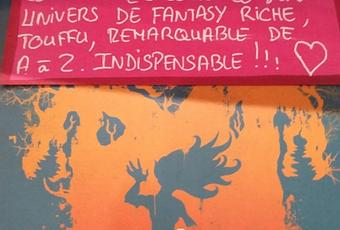 UNIVERS DE FANTASY RICHE,
TOUFFU, REMARQUABLE DE
A à Z. INDISPENSABLE !!! ♡